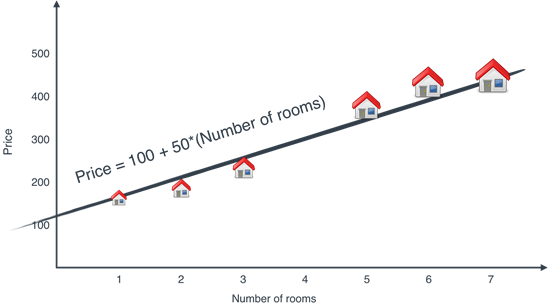 500
400
300
200
100
Price
Price = 100 + 50*(Number of rooms)
1 2 3 4 5 6 7
Number of rooms